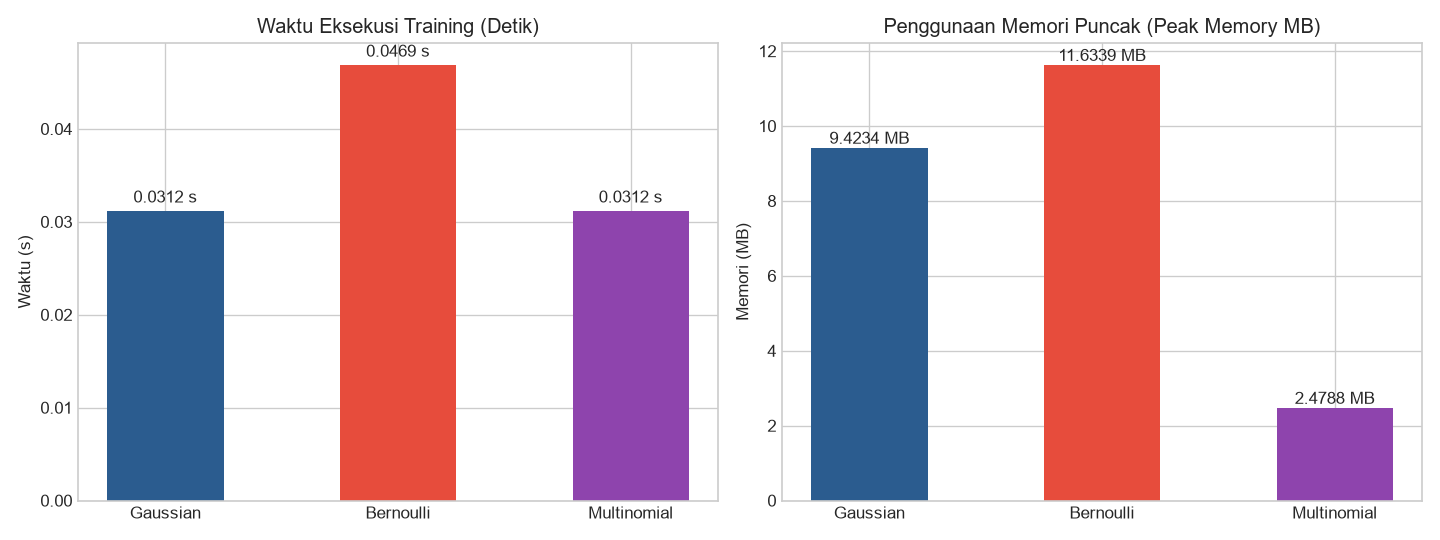 Waktu Eksekusi Training (Detik)
Waktu (s)
0.04
0.03
0.02
0.01
0.00
0.0312 s
0.0469 s
0.0312 s
Gaussian
Bernoulli
Multinomial
Penggunaan Memori Puncak (Peak Memory MB)
Memori (MB)
12
10
8
6
4
2
0
9.4234 MB
11.6339 MB
2.4788 MB
Gaussian
Bernoulli
Multinomial